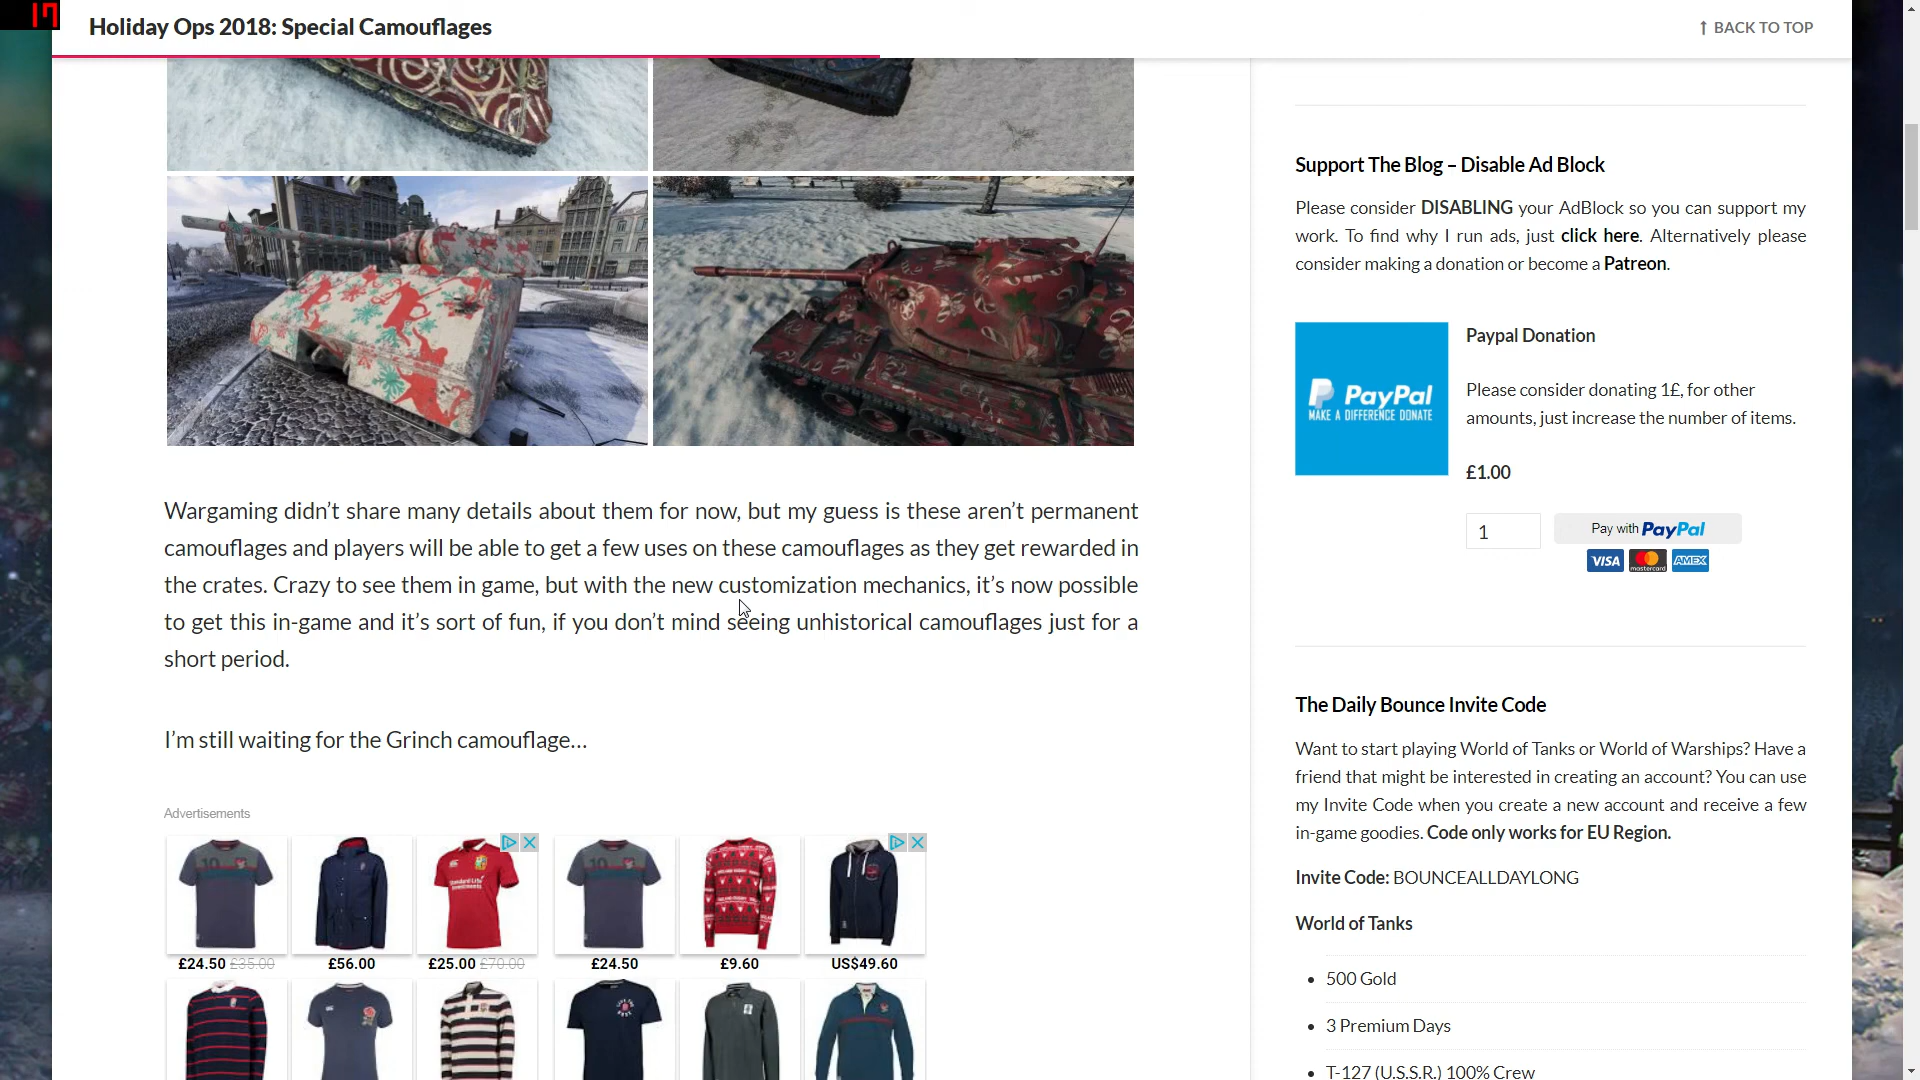 17
Holiday Ops 2018: Special Camouflages
↑ BACK TO TOP
Wargaming didn’t share many details about them for now, but my guess is these aren’t permanent
camouflages and players will be able to get a few uses on these camouflages as they get rewarded in
the crates. Crazy to see them in game, but with the new customization mechanics, it’s now possible
to get this in-game and it’s sort of fun, if you don’t mind seeing unhistorical camouflages just for a
short period.
I’m still waiting for the Grinch camouflage…
Advertisements
£24.50 £35.00
£56.00
£25.00 £70.00
£24.50
£9.60
US$49.60
Support The Blog – Disable Ad Block
Please consider DISABLING your AdBlock so you can support my
work. To find why I run ads, just click here. Alternatively please
consider making a donation or become a Patreon.
PayPal
MAKE A DIFFERENCE DONATE
Paypal Donation
Please consider donating 1£, for other
amounts, just increase the number of items.
£1.00
1
Pay with PayPal
VISA mastercard AMEX
The Daily Bounce Invite Code
Want to start playing World of Tanks or World of Warships? Have a
friend that might be interested in creating an account? You can use
my Invite Code when you create a new account and receive a few
in-game goodies. Code only works for EU Region.
Invite Code: BOUNCEALLDAYLONG
World of Tanks
• 500 Gold
• 3 Premium Days
• T-127 (U.S.S.R.) 100% Crew